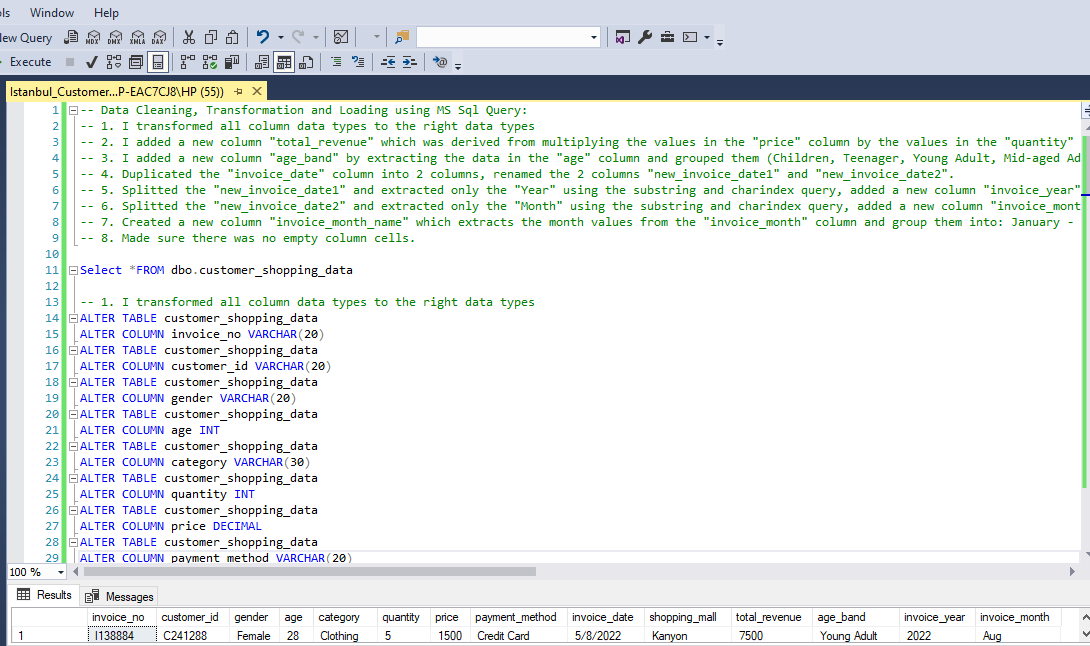 Window Help
Query
MDX DMX XMLA DAX
Execute
Istanbul_Customer...P-EAC7CJ8\HP (55))
1 -- Data Cleaning, Transformation and Loading using MS Sql Query:
2 -- 1. I transformed all column data types to the right data types
3 -- 2. I added a new column "total_revenue" which was derived from multiplying the values in the "price" column by the values in the "quantity"
4 -- 3. I added a new column "age_band" by extracting the data in the "age" column and grouped them (Children, Teenager, Young Adult, Mid-aged Ad
5 -- 4. Duplicated the "invoice_date" column into 2 columns, renamed the 2 columns "new_invoice_date1" and "new_invoice_date2".
6 -- 5. Splitted the "new_invoice_date1" and extracted only the "Year" using the substring and charindex query, added a new column "invoice_year"
7 -- 6. Splitted the "new_invoice_date2" and extracted only the "Month" using the substring and charindex query, added a new column "invoice_mont
8 -- 7. Created a new column "invoice_month_name" which extracts the month values from the "invoice_month" column and group them into: January -
9 -- 8. Made sure there was no empty column cells.
10
11 Select *FROM dbo.customer_shopping_data
12
13 -- 1. I transformed all column data types to the right data types
14 ALTER TABLE customer_shopping_data
15 ALTER COLUMN invoice_no VARCHAR(20)
16 ALTER TABLE customer_shopping_data
17 ALTER COLUMN customer_id VARCHAR(20)
18 ALTER TABLE customer_shopping_data
19 ALTER COLUMN gender VARCHAR(20)
20 ALTER TABLE customer_shopping_data
21 ALTER COLUMN age INT
22 ALTER TABLE customer_shopping_data
23 ALTER COLUMN category VARCHAR(30)
24 ALTER TABLE customer_shopping_data
25 ALTER COLUMN quantity INT
26 ALTER TABLE customer_shopping_data
27 ALTER COLUMN price DECIMAL
28 ALTER TABLE customer_shopping_data
29 ALTER COLUMN payment_method VARCHAR(20)
100 %
Results Messages
invoice_no customer_id gender age category quantity price payment_method invoice_date shopping_mall total_revenue age_band invoice_year invoice_month
1 I138884 C241288 Female 28 Clothing 5 1500 Credit Card 5/8/2022 Kanyon 7500 Young Adult 2022 Aug